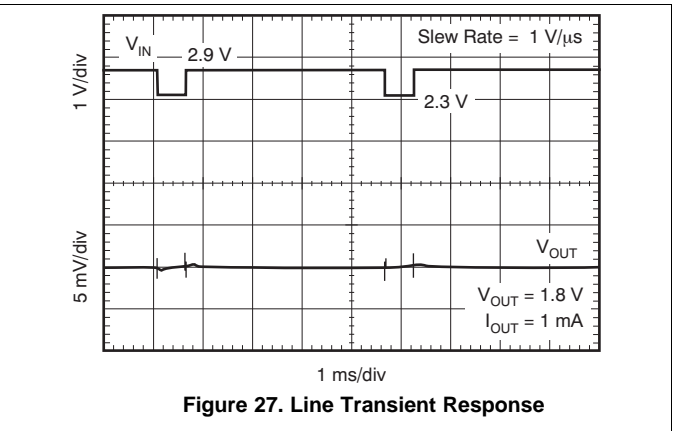 V_IN
2.9 V
Slew Rate = 1 V/μs
2.3 V
1 V/div
V_OUT
5 mV/div
V_OUT = 1.8 V
I_OUT = 1 mA
1 ms/div
Figure 27. Line Transient Response